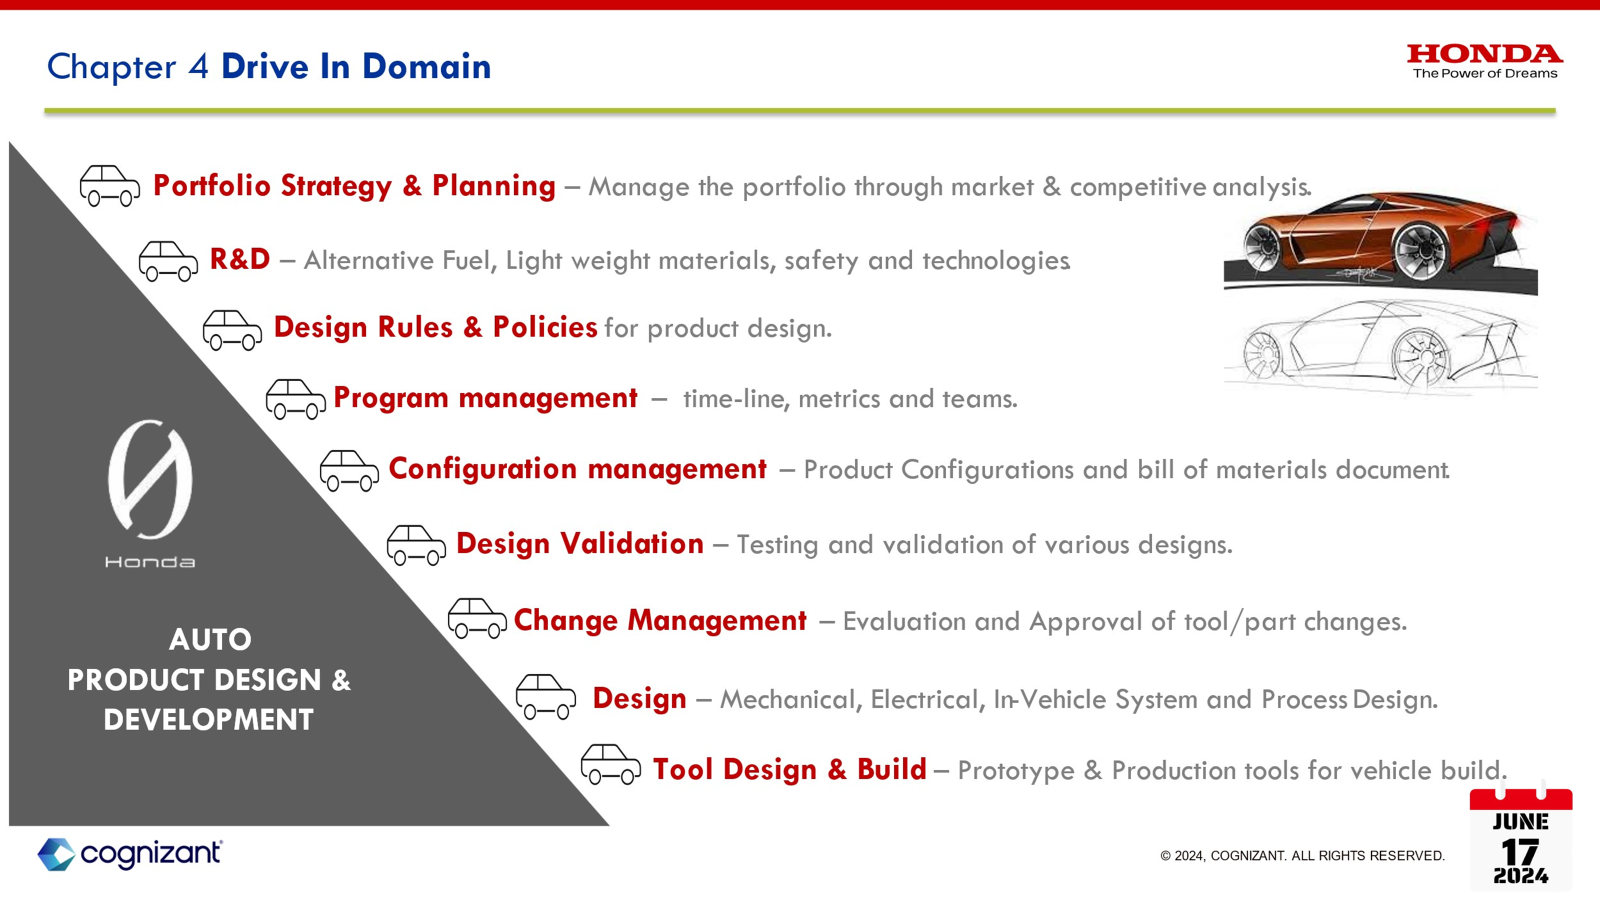 Chapter 4 Drive In Domain
HONDA
The Power of Dreams
Portfolio Strategy & Planning – Manage the portfolio through market & competitive analysis.
R&D – Alternative Fuel, Light weight materials, safety and technologies.
Design Rules & Policies for product design.
Program management – time-line, metrics and teams.
Configuration management – Product Configurations and bill of materials document.
Design Validation – Testing and validation of various designs.
Change Management – Evaluation and Approval of tool/part changes.
Design – Mechanical, Electrical, In-Vehicle System and Process Design.
Tool Design & Build – Prototype & Production tools for vehicle build.
Honda
AUTO
PRODUCT DESIGN &
DEVELOPMENT
cognizant
© 2024, COGNIZANT. ALL RIGHTS RESERVED.
JUNE
17
2024